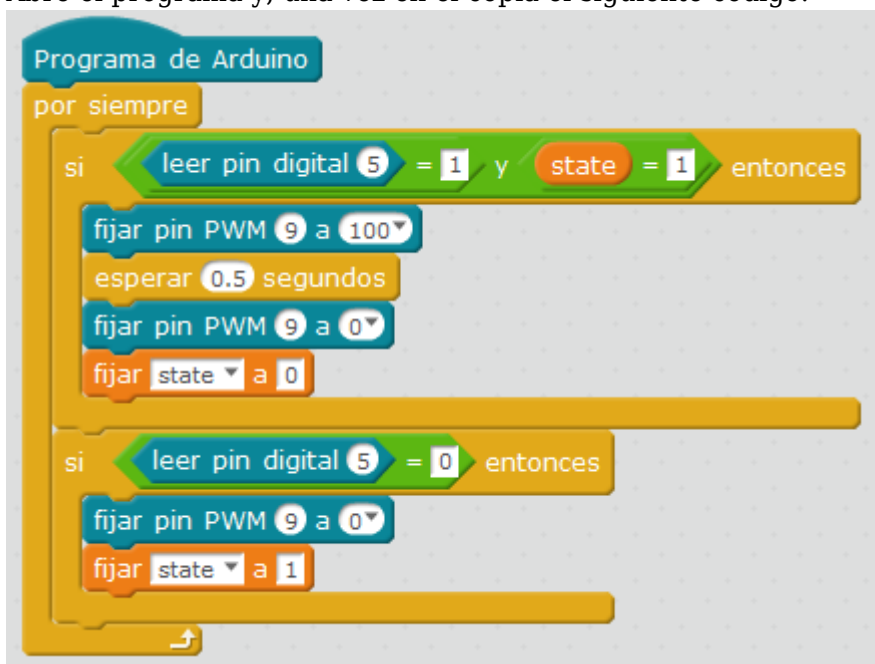 Programa de Arduino
por siempre
si leer pin digital 5 = 1 y state = 1 entonces
fijar pin PWM 9 a 100
esperar 0.5 segundos
fijar pin PWM 9 a 0
fijar state a 0
si leer pin digital 5 = 0 entonces
fijar pin PWM 9 a 0
fijar state a 1